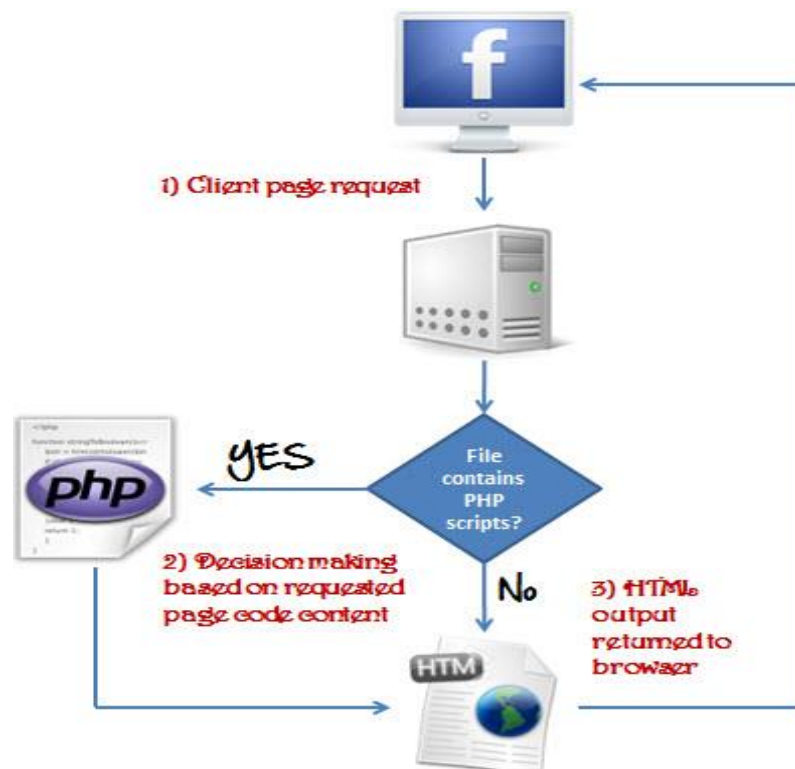 f
1) Client page request
File
contains
PHP
scripts?
YES
<?php
php
2) Decision making
based on requested
page code content
No
3) HTML
output
returned to
browser
HTM